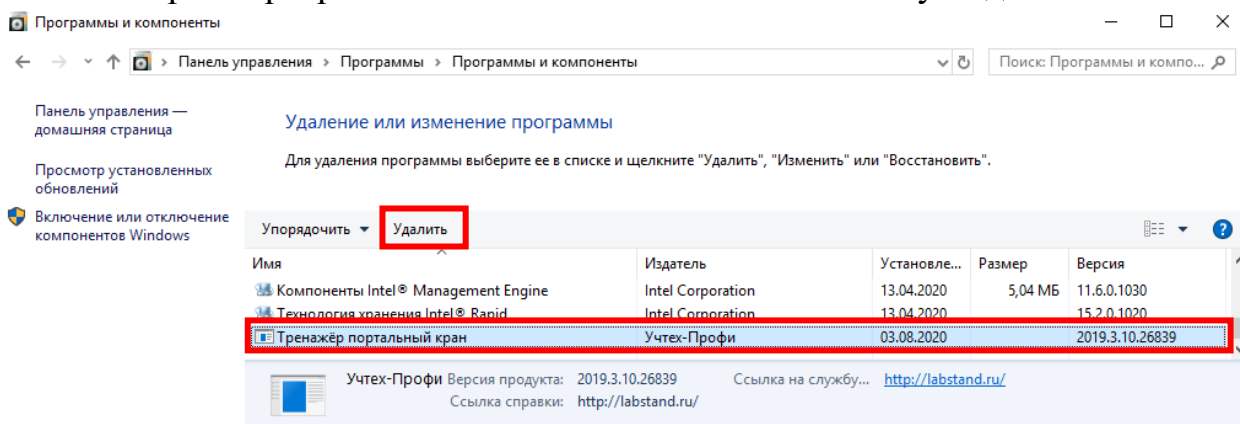 Программы и компоненты
Панель управления › Программы › Программы и компоненты
Поиск: Программы и компо...
Панель управления —
домашняя страница
Просмотр установленных
обновлений
Включение или отключение
компонентов Windows
Удаление или изменение программы
Для удаления программы выберите ее в списке и щелкните "Удалить", "Изменить" или "Восстановить".
Упорядочить Удалить
Имя Издатель Установле... Размер Версия
Компоненты Intel® Management Engine Intel Corporation 13.04.2020 5,04 МБ 11.6.0.1030
Технология хранения Intel® Rapid Intel Corporation 13.04.2020 15.2.0.1020
Тренажёр портальный кран Учтех-Профи 03.08.2020 2019.3.10.26839
Учтех-Профи Версия продукта: 2019.3.10.26839 Ссылка на службу... http://labstand.ru/
Ссылка справки: http://labstand.ru/